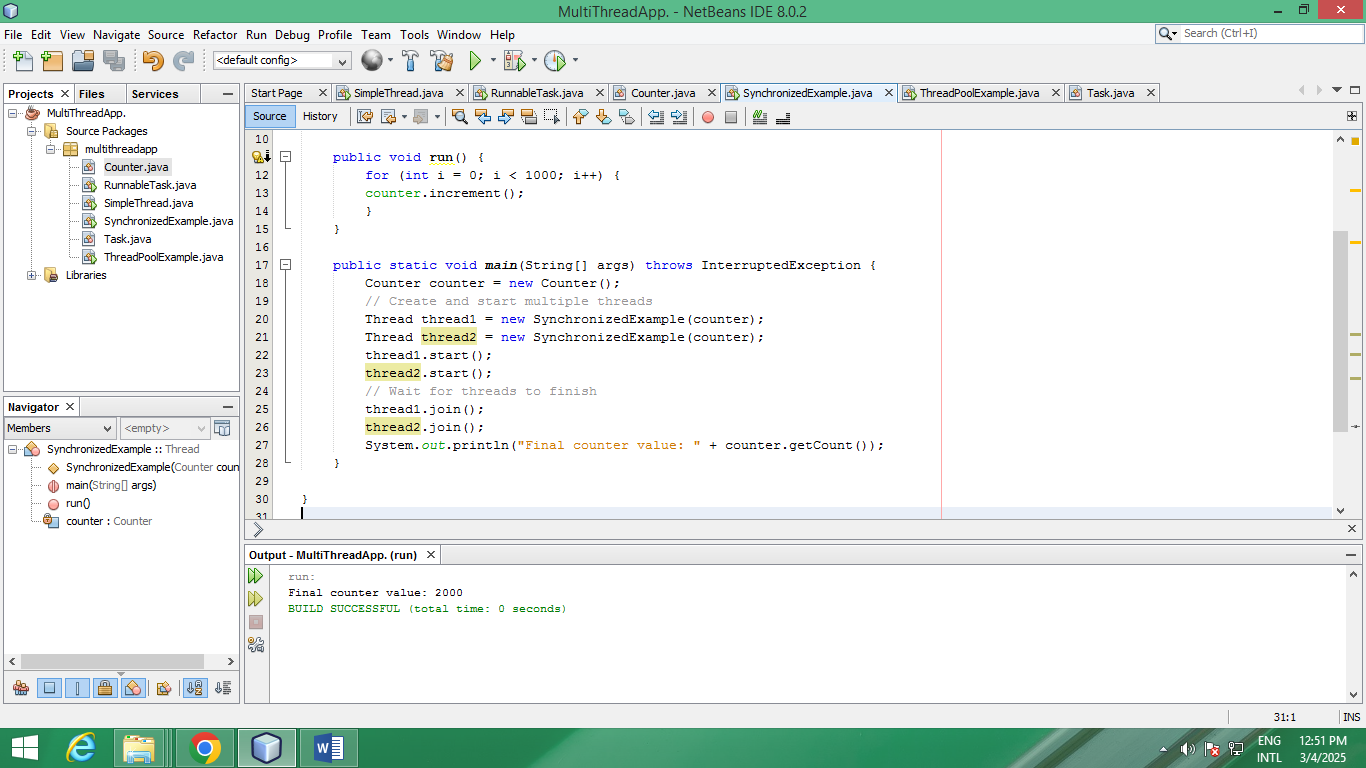 MultiThreadApp. - NetBeans IDE 8.0.2
File Edit View Navigate Source Refactor Run Debug Profile Team Tools Window Help
Search (Ctrl+I)
<default config>
Projects Files Services
MultiThreadApp.
Source Packages
multithreadapp
Counter.java
RunnableTask.java
SimpleThread.java
SynchronizedExample.java
Task.java
ThreadPoolExample.java
Libraries
Navigator
Members <empty>
SynchronizedExample :: Thread
SynchronizedExample(Counter coun
main(String[] args)
run()
counter : Counter
Start Page SimpleThread.java RunnableTask.java Counter.java SynchronizedExample.java ThreadPoolExample.java Task.java
Source History
10
public void run() {
12 for (int i = 0; i < 1000; i++) {
13 counter.increment();
14 }
15 }
16
17 public static void main(String[] args) throws InterruptedException {
18 Counter counter = new Counter();
19 // Create and start multiple threads
20 Thread thread1 = new SynchronizedExample(counter);
21 Thread thread2 = new SynchronizedExample(counter);
22 thread1.start();
23 thread2.start();
24 // Wait for threads to finish
25 thread1.join();
26 thread2.join();
27 System.out.println("Final counter value: " + counter.getCount());
28 }
29
30 }
31
Output - MultiThreadApp. (run)
run:
Final counter value: 2000
BUILD SUCCESSFUL (total time: 0 seconds)
31:1 INS
ENG 12:51 PM
INTL 3/4/2025